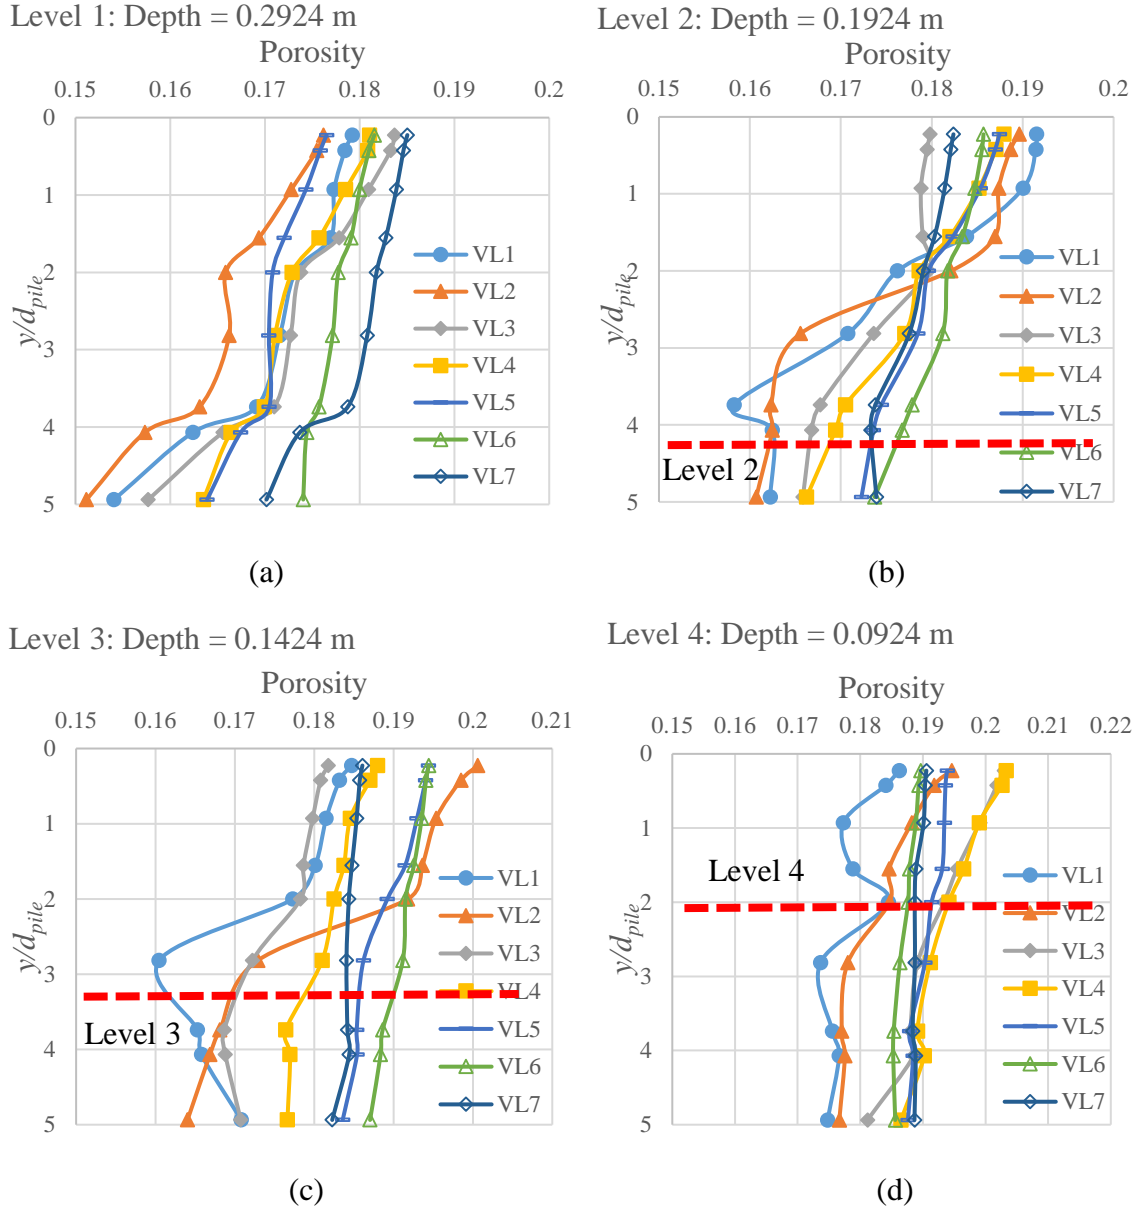 Level 1: Depth = 0.2924 m
Porosity
0.15 0.16 0.17 0.18 0.19 0.2
0
1
2
3
4
5
y/d_pile
VL1
VL2
VL3
VL4
VL5
VL6
VL7
(a)
Level 2: Depth = 0.1924 m
Porosity
0.15 0.16 0.17 0.18 0.19 0.2
0
1
2
3
4
5
y/d_pile
VL1
VL2
VL3
VL4
VL5
VL6
VL7
Level 2
(b)
Level 3: Depth = 0.1424 m
Porosity
0.15 0.16 0.17 0.18 0.19 0.2 0.21
0
1
2
3
4
5
y/d_pile
VL1
VL2
VL3
VL4
VL5
VL6
VL7
Level 3
(c)
Level 4: Depth = 0.0924 m
Porosity
0.15 0.16 0.17 0.18 0.19 0.2 0.21 0.22
0
1
2
3
4
5
y/d_pile
Level 4
VL1
VL2
VL3
VL4
VL5
VL6
VL7
(d)